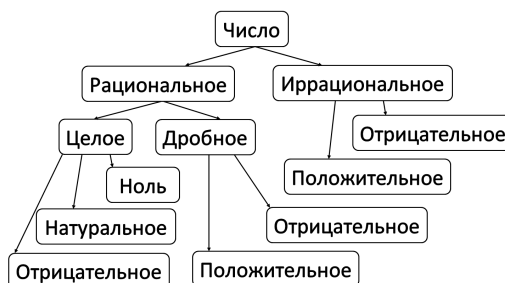 Число
Рациональное
Иррациональное
Целое
Дробное
Отрицательное
Ноль
Положительное
Натуральное
Отрицательное
Отрицательное
Положительное